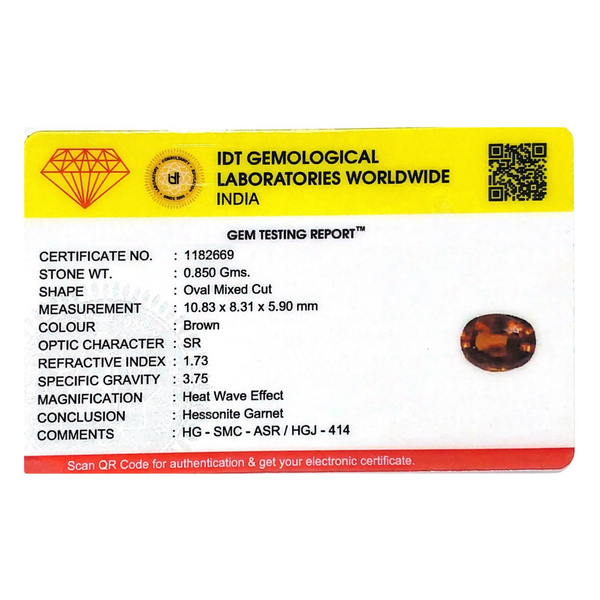 IDT GEMOLOGICAL
LABORATORIES WORLDWIDE
INDIA
GEM TESTING REPORT™
CERTIFICATE NO. : 1182669
STONE WT. : 0.850 Gms.
SHAPE : Oval Mixed Cut
MEASUREMENT : 10.83 x 8.31 x 5.90 mm
COLOUR : Brown
OPTIC CHARACTER : SR
REFRACTIVE INDEX : 1.73
SPECIFIC GRAVITY : 3.75
MAGNIFICATION : Heat Wave Effect
CONCLUSION : Hessonite Garnet
COMMENTS : HG - SMC - ASR / HGJ - 414
Scan QR Code for authentication & get your electronic certificate.